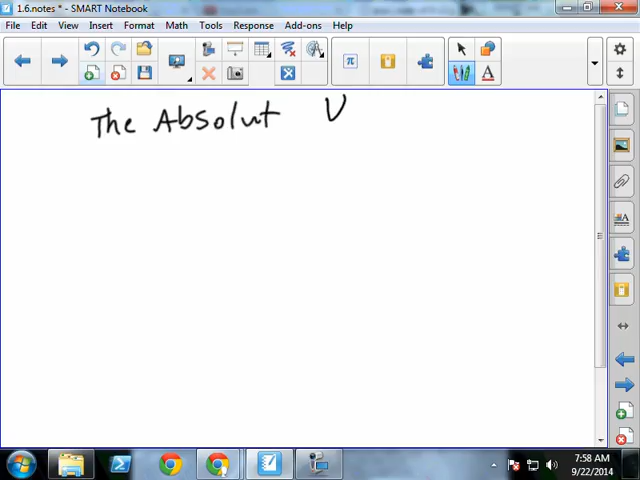 1.6.notes * - SMART Notebook
File Edit View Insert Format Math Tools Response Add-ons Help
The Absolut V
7:58 AM
9/22/2014